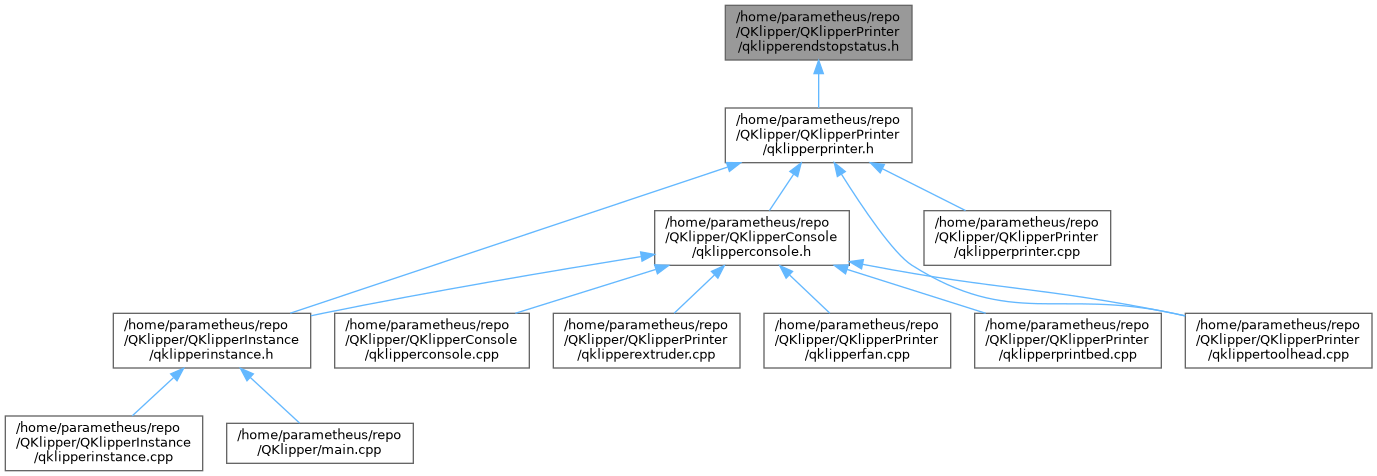 /home/parametheus/repo
/QKlipper/QKlipperPrinter
/qklipperendstopstatus.h
/home/parametheus/repo
/QKlipper/QKlipperPrinter
/qklipperprinter.h
/home/parametheus/repo
/QKlipper/QKlipperConsole
/qklipperconsole.h
/home/parametheus/repo
/QKlipper/QKlipperPrinter
/qklipperprinter.cpp
/home/parametheus/repo
/QKlipper/QKlipperInstance
/qklipperinstance.h
/home/parametheus/repo
/QKlipper/QKlipperConsole
/qklipperconsole.cpp
/home/parametheus/repo
/QKlipper/QKlipperPrinter
/qklipperextruder.cpp
/home/parametheus/repo
/QKlipper/QKlipperPrinter
/qklipperfan.cpp
/home/parametheus/repo
/QKlipper/QKlipperPrinter
/qklipperprintbed.cpp
/home/parametheus/repo
/QKlipper/QKlipperPrinter
/qklippertoolhead.cpp
/home/parametheus/repo
/QKlipper/QKlipperInstance
/qklipperinstance.cpp
/home/parametheus/repo
/QKlipper/main.cpp